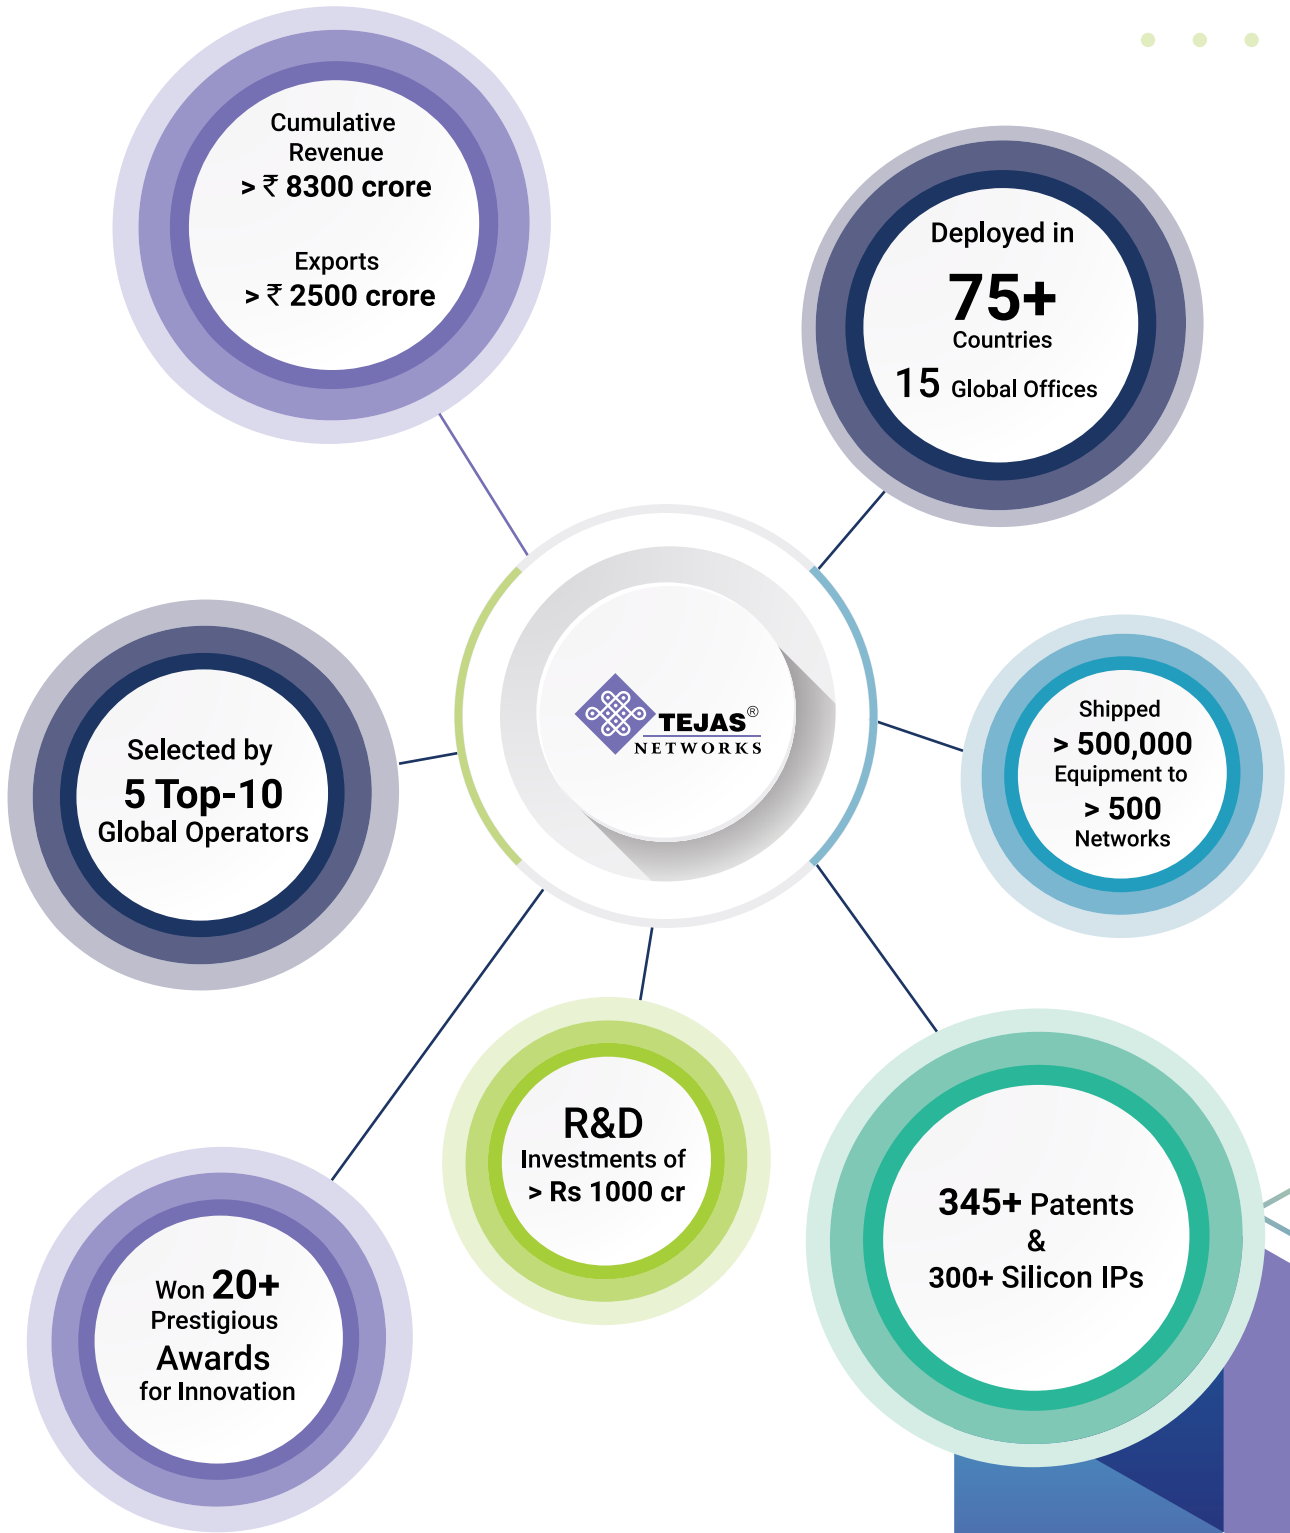 Cumulative
Revenue
> ₹ 8300 crore
Exports
> ₹ 2500 crore
Deployed in
75+
Countries
15 Global Offices
TEJAS®
NETWORKS
Selected by
5 Top-10
Global Operators
Shipped
> 500,000
Equipment to
> 500
Networks
R&D
Investments of
> Rs 1000 cr
345+ Patents
&
300+ Silicon IPs
Won 20+
Prestigious
Awards
for Innovation